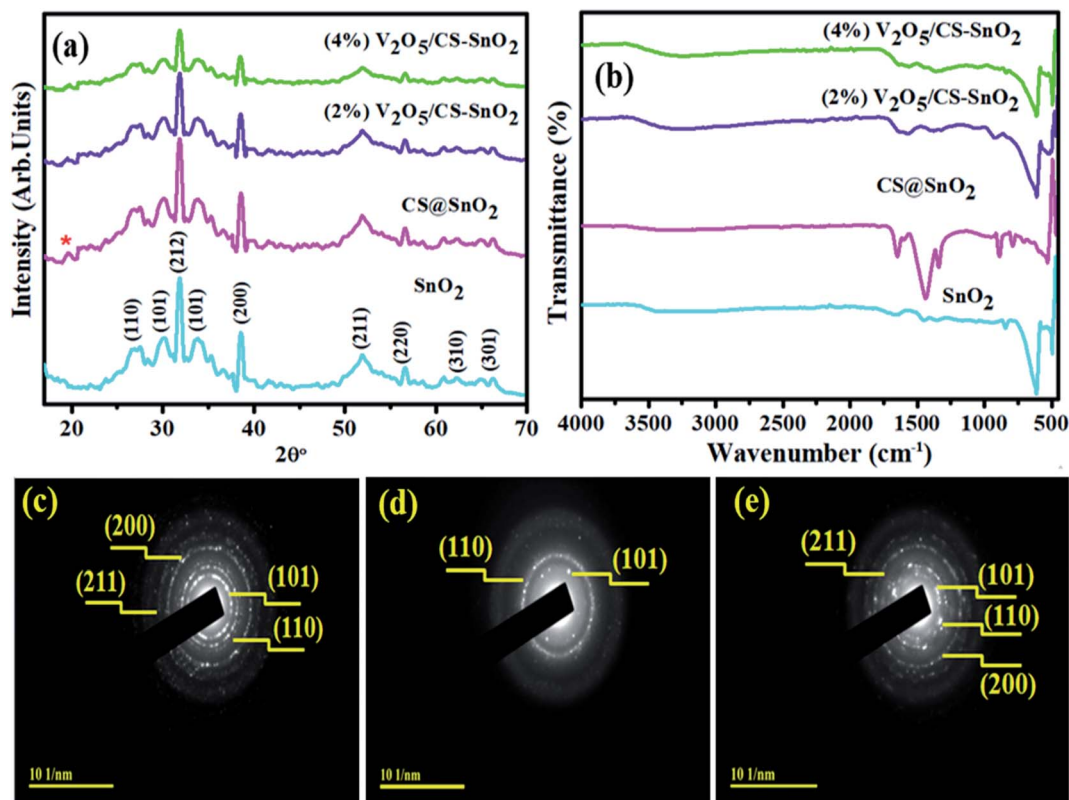 (a)
(4%) V₂O₅/CS-SnO₂
(2%) V₂O₅/CS-SnO₂
CS@SnO₂
*
SnO₂
(110)
(101)
(212)
(101)
(200)
(211)
(220)
(310)
(301)
Intensity (Arb.Units)
20 30 40 50 60 70
2θ°
(b)
(4%) V₂O₅/CS-SnO₂
(2%) V₂O₅/CS-SnO₂
CS@SnO₂
SnO₂
Transmittance (%)
4000 3500 3000 2500 2000 1500 1000 500
Wavenumber (cm⁻¹)
(c)
(200)
(211)
(101)
(110)
10 1/nm
(d)
(110)
(101)
10 1/nm
(e)
(211)
(101)
(110)
(200)
10 1/nm